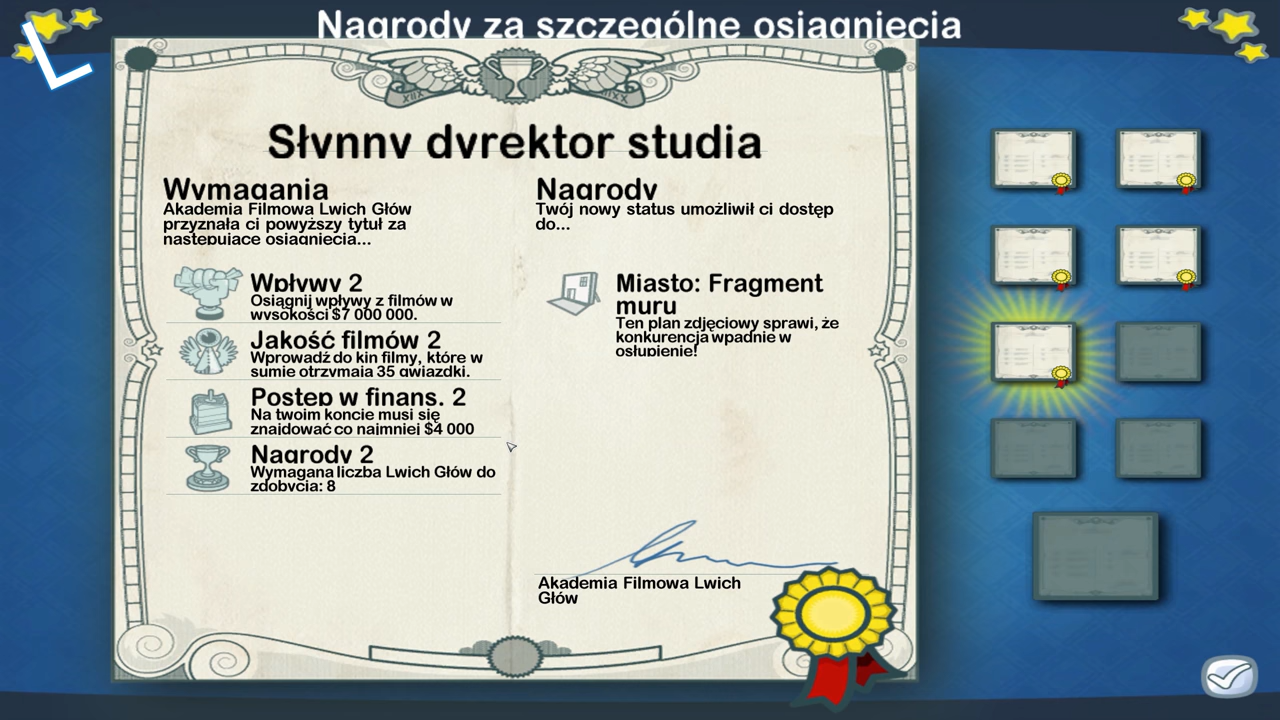 Nagrody za szczególne osiągnięcia
L
Słynny dyrektor studia
Wymagania
Akademia Filmowa Lwich Głów
przyznała ci powyższy tytuł za
następujące osiągnięcia...
Wpływy 2
Osiągnij wpływy z filmów w
wysokości $7 000 000.
Jakość filmów 2
Wprowadź do kin filmy, które w
sumie otrzymają 35 gwiazdki.
Postęp w finans. 2
Na twoim koncie musi się
znajdować co najmniej $4 000
Nagrody 2
Wymagana liczba Lwich Głów do
zdobycia: 8
Nagrody
Twój nowy status umożliwił ci dostęp
do...
Miasto: Fragment
muru
Ten plan zdjęciowy sprawi, że
konkurencja wpadnie w
osłupienie!
Akademia Filmowa Lwich
Głów